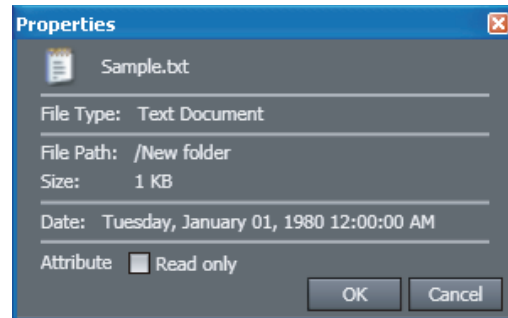 Properties
Sample.txt
File Type: Text Document
File Path: /New folder
Size: 1 KB
Date: Tuesday, January 01, 1980 12:00:00 AM
Attribute Read only
OK Cancel